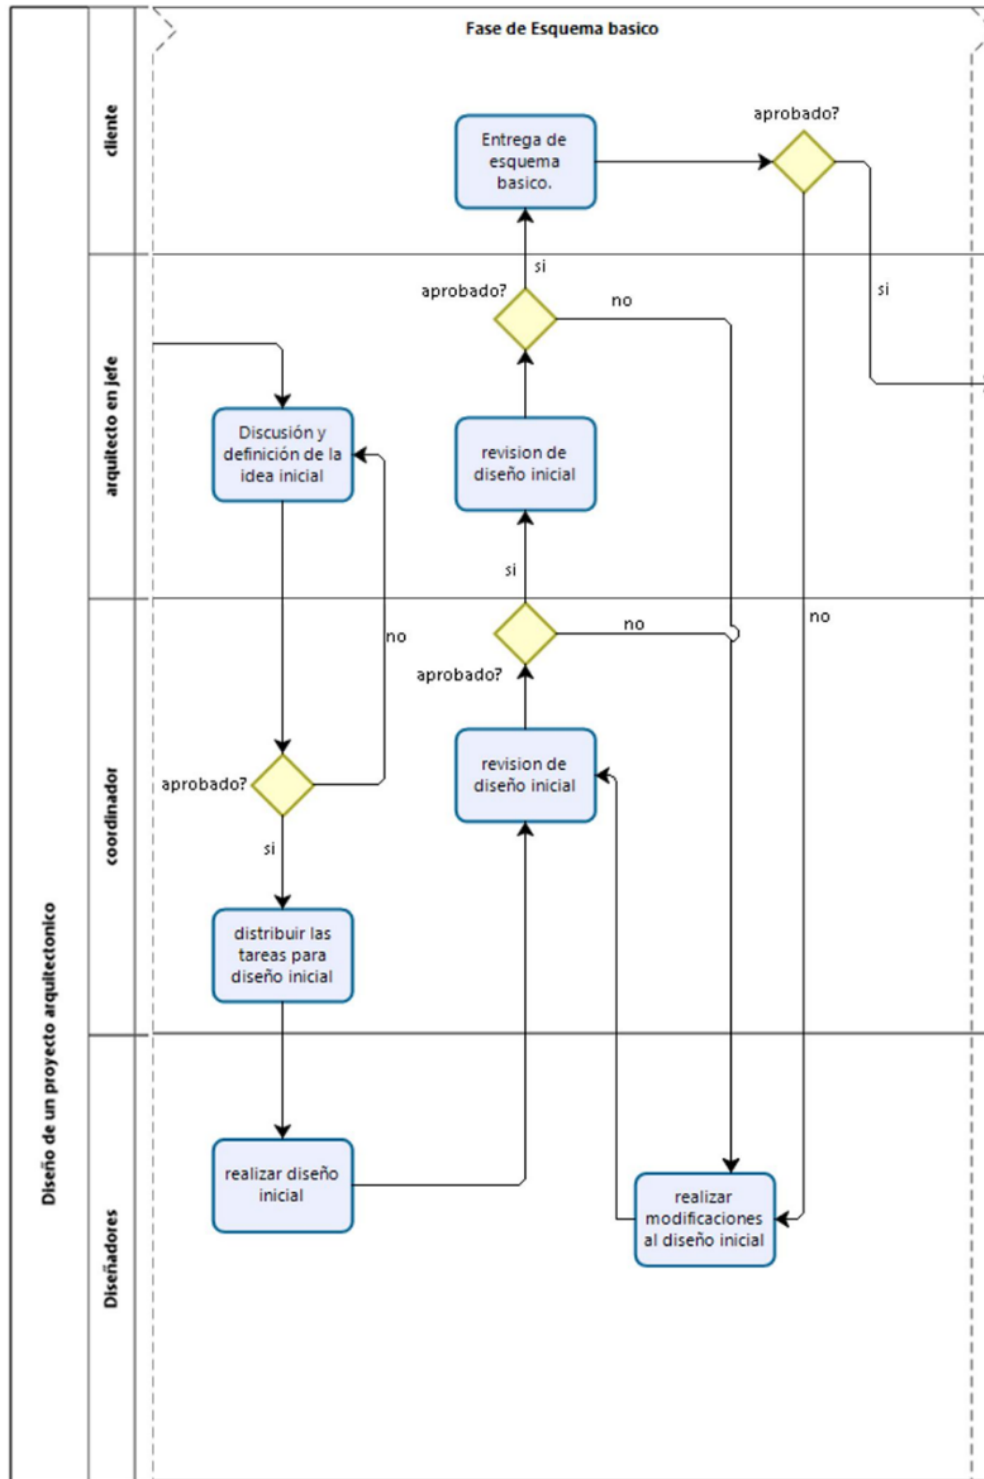 Fase de Esquema basico
cliente
aprobado?
Entrega de
esquema
basico.
si
aprobado?
no
si
arquitecto en jefe
Discusión y
definición de la
idea inicial
revision de
diseño inicial
si
no
no
no
aprobado?
coordinador
revision de
diseño inicial
aprobado?
si
distribuir las
tareas para
diseño inicial
Diseño de un proyecto arquitectonico
Diseñadores
realizar diseño
inicial
realizar
modificaciones
al diseño inicial